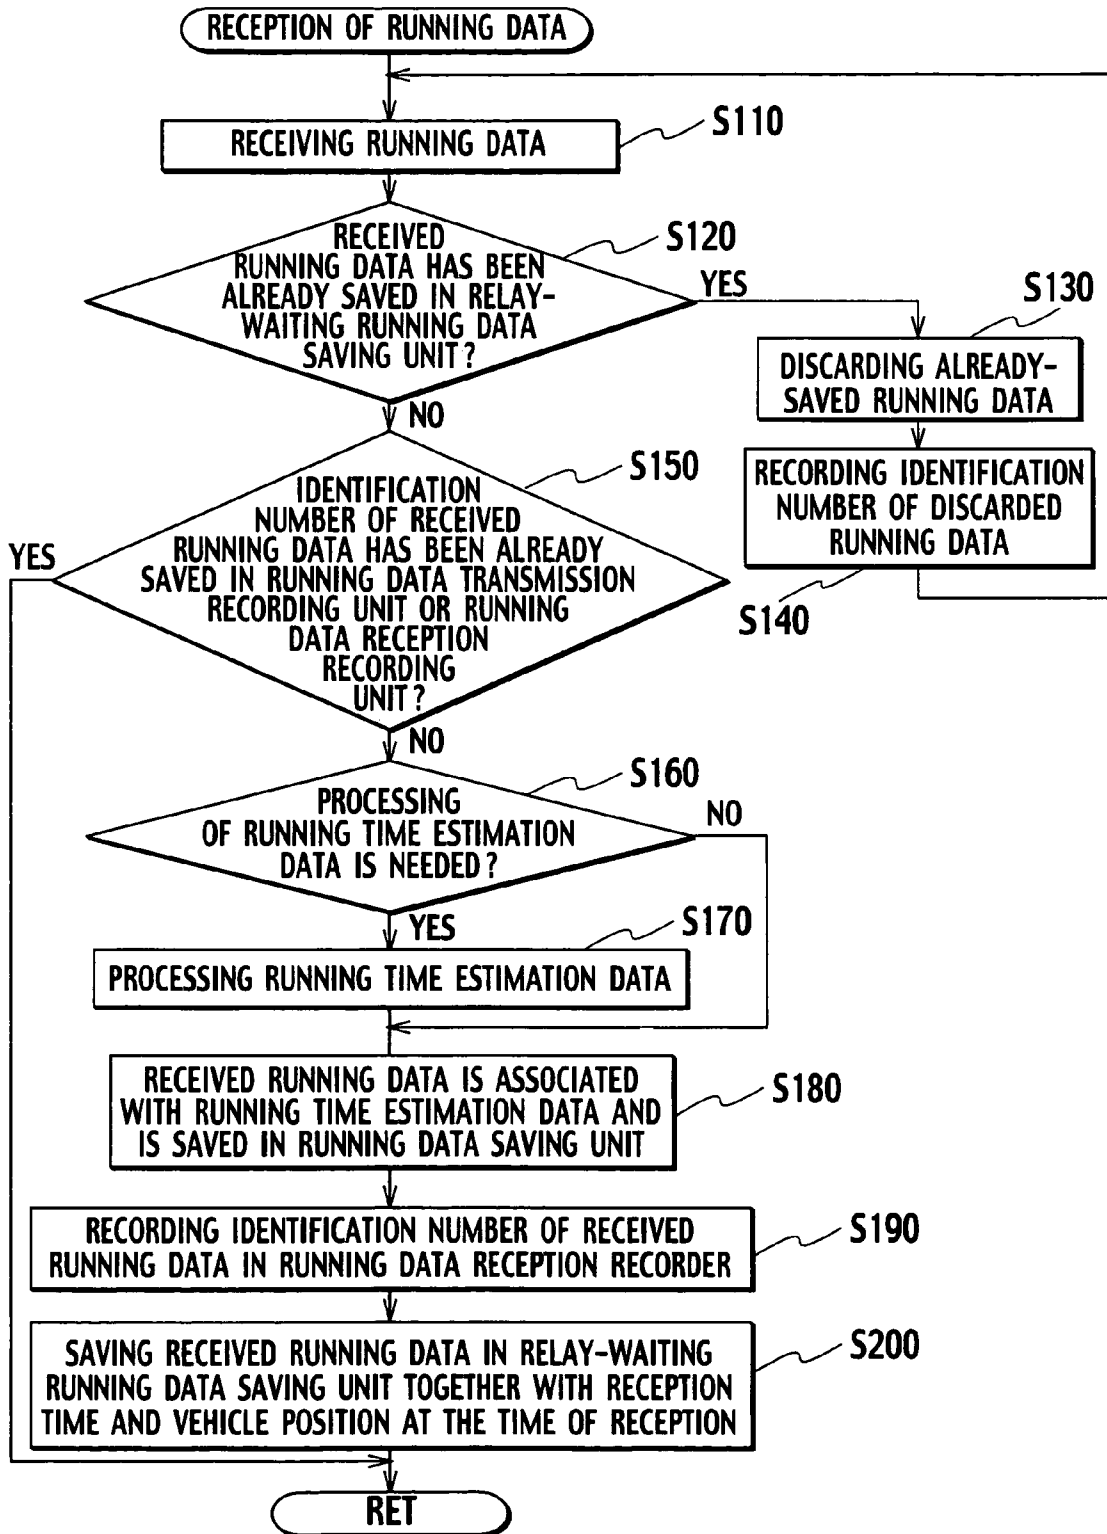 RECEPTION OF RUNNING DATA
RECEIVING RUNNING DATA
S110
RECEIVED
RUNNING DATA HAS BEEN
ALREADY SAVED IN RELAY-
WAITING RUNNING DATA
SAVING UNIT?
S120
YES
NO
S130
DISCARDING ALREADY-
SAVED RUNNING DATA
RECORDING IDENTIFICATION
NUMBER OF DISCARDED
RUNNING DATA
S140
S150
IDENTIFICATION
NUMBER OF RECEIVED
RUNNING DATA HAS BEEN ALREADY
SAVED IN RUNNING DATA TRANSMISSION
RECORDING UNIT OR RUNNING
DATA RECEPTION
RECORDING
UNIT?
YES
NO
S160
PROCESSING
OF RUNNING TIME ESTIMATION
DATA IS NEEDED?
NO
YES
S170
PROCESSING RUNNING TIME ESTIMATION DATA
RECEIVED RUNNING DATA IS ASSOCIATED
WITH RUNNING TIME ESTIMATION DATA AND
IS SAVED IN RUNNING DATA SAVING UNIT
S180
RECORDING IDENTIFICATION NUMBER OF RECEIVED
RUNNING DATA IN RUNNING DATA RECEPTION RECORDER
S190
SAVING RECEIVED RUNNING DATA IN RELAY-WAITING
RUNNING DATA SAVING UNIT TOGETHER WITH RECEPTION
TIME AND VEHICLE POSITION AT THE TIME OF RECEPTION
S200
RET